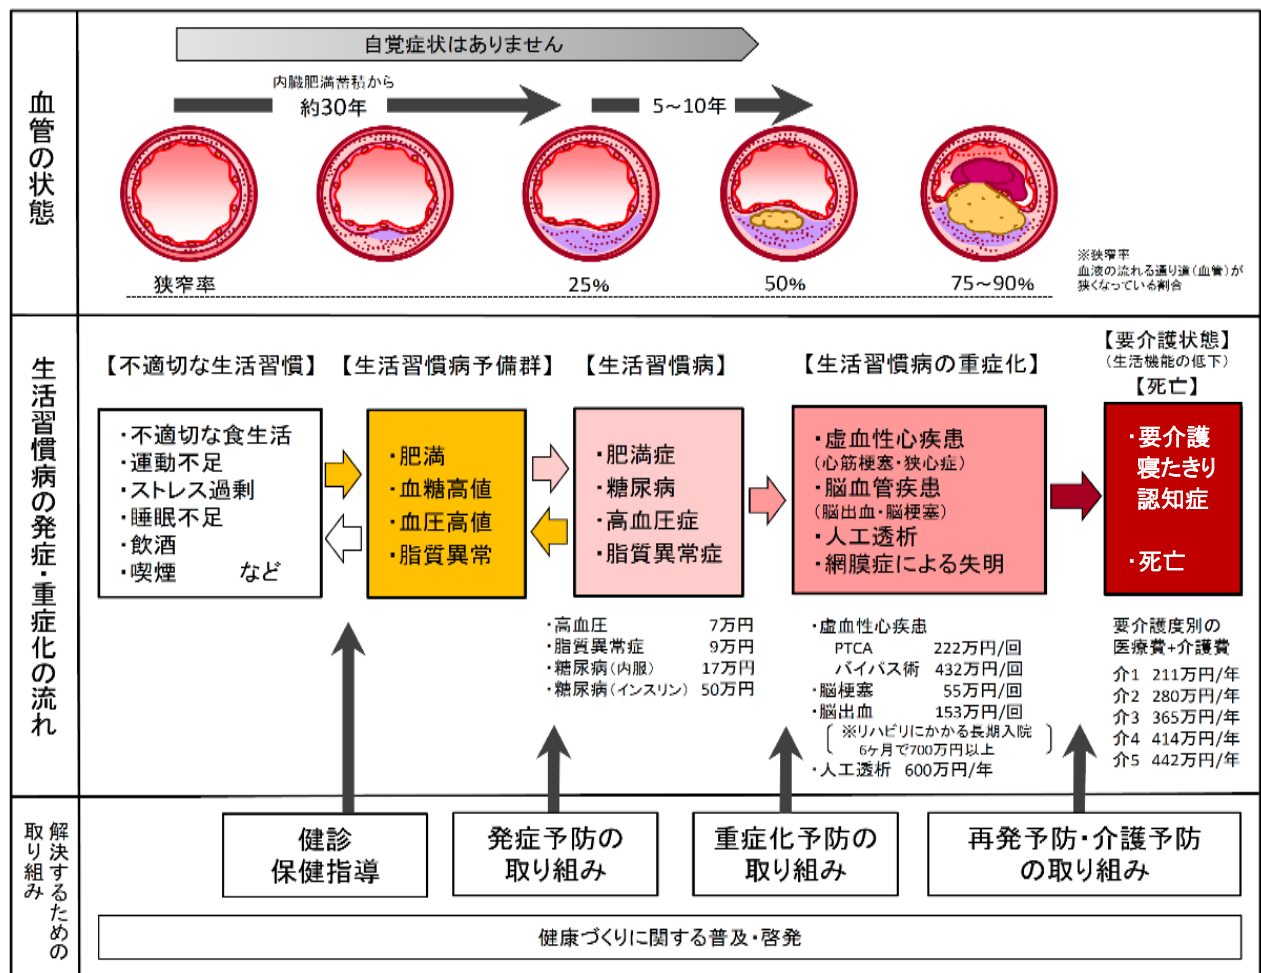 血管の状態
自覚症状はありません
内臓肥満蓄積から
約30年
5～10年
狭窄率
25%
50%
75～90%
※狭窄率
血液の流れる通り道(血管)が
狭くなっている割合
生活習慣病の発症・重症化の流れ
【不適切な生活習慣】
・不適切な食生活
・運動不足
・ストレス過剰
・睡眠不足
・飲酒
・喫煙　　など
【生活習慣病予備群】
・肥満
・血糖高値
・血圧高値
・脂質異常
【生活習慣病】
・肥満症
・糖尿病
・高血圧症
・脂質異常症
・高血圧 7万円
・脂質異常症 9万円
・糖尿病(内服) 17万円
・糖尿病(インスリン) 50万円
【生活習慣病の重症化】
・虚血性心疾患
(心筋梗塞・狭心症)
・脳血管疾患
(脳出血・脳梗塞)
・人工透析
・網膜症による失明
・虚血性心疾患
PTCA 222万円/回
バイパス術 432万円/回
・脳梗塞 55万円/回
・脳出血 153万円/回
※リハビリにかかる長期入院
6ヶ月で700万円以上
・人工透析 600万円/年
【要介護状態】
(生活機能の低下)
【死亡】
・要介護
寝たきり
認知症
・死亡
要介護度別の
医療費+介護費
介1 211万円/年
介2 280万円/年
介3 365万円/年
介4 414万円/年
介5 442万円/年
解決するための
取り組み
健診
保健指導
発症予防の
取り組み
重症化予防の
取り組み
再発予防・介護予防
の取り組み
健康づくりに関する普及・啓発